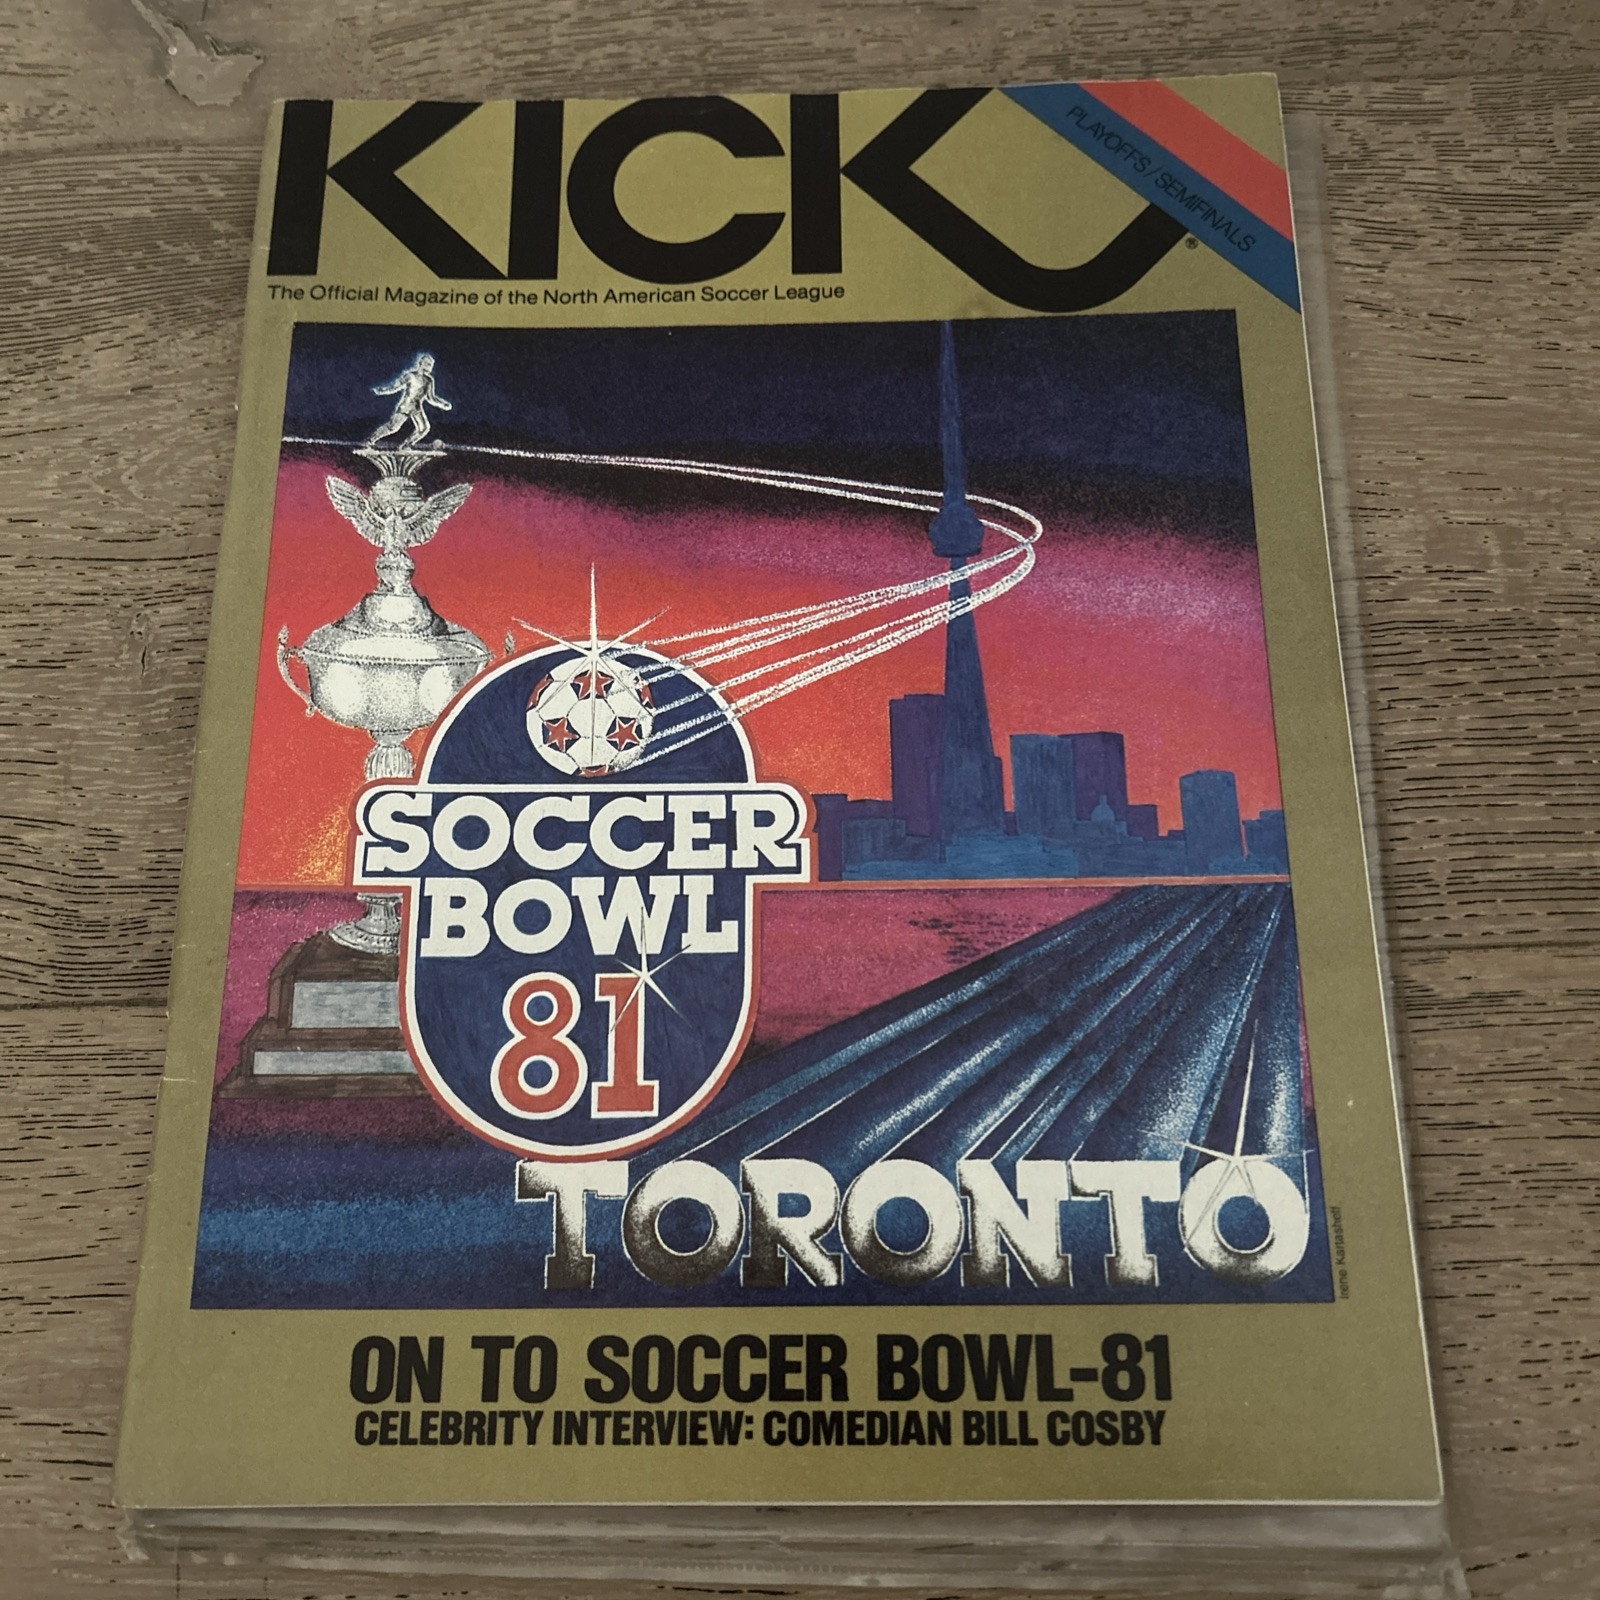 KICK
®
PLAYOFFS/SEMIFINALS
The Official Magazine of the North American Soccer League
SOCCER
BOWL
81
TORONTO
Irene Kartasheff
ON TO SOCCER BOWL-81
CELEBRITY INTERVIEW: COMEDIAN BILL COSBY